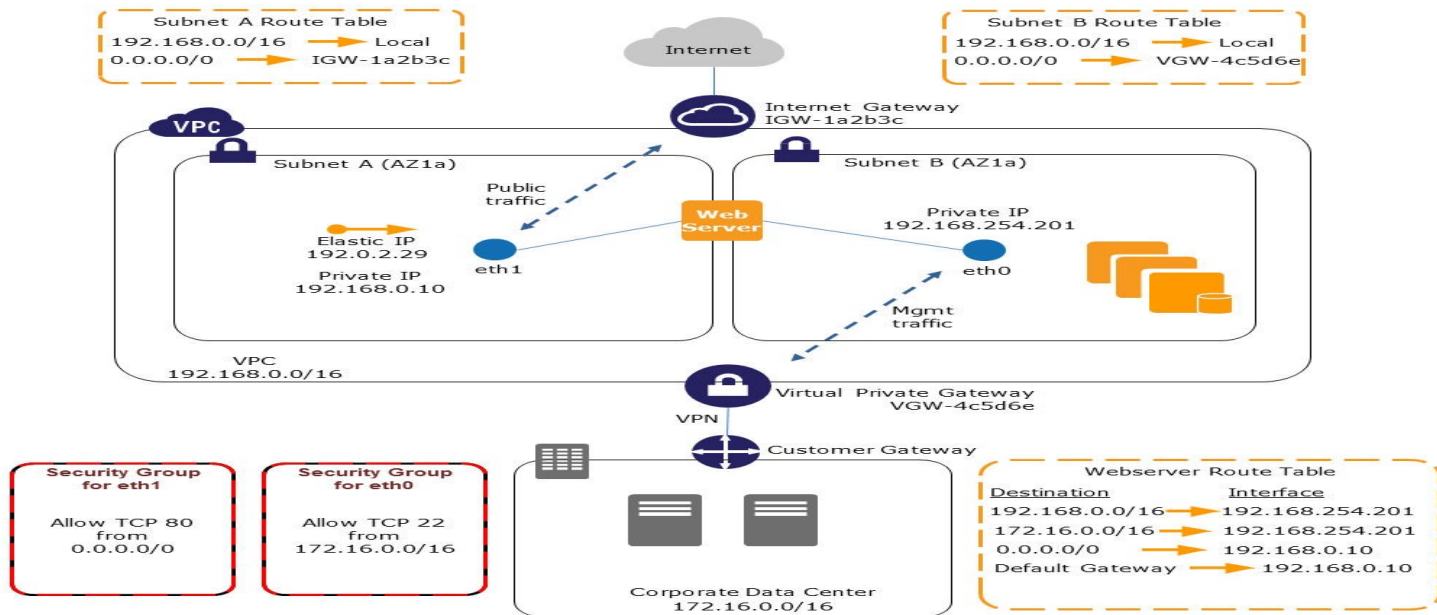 Subnet A Route Table
192.168.0.0/16 Local
0.0.0.0/0 IGW-1a2b3c
Internet
Subnet B Route Table
192.168.0.0/16 Local
0.0.0.0/0 VGW-4c5d6e
Internet Gateway
IGW-1a2b3c
VPC
Subnet A (AZ1a)
Subnet B (AZ1a)
Public
traffic
Elastic IP
192.0.2.29
Private IP
192.168.0.10
eth1
Web
Server
Private IP
192.168.254.201
eth0
Mgmt
traffic
VPC
192.168.0.0/16
Virtual Private Gateway
VGW-4c5d6e
VPN
Customer Gateway
Security Group
for eth1
Allow TCP 80
from
0.0.0.0/0
Security Group
for eth0
Allow TCP 22
from
172.16.0.0/16
Corporate Data Center
172.16.0.0/16
Webserver Route Table
Destination Interface
192.168.0.0/16 192.168.254.201
172.16.0.0/16 192.168.254.201
0.0.0.0/0 192.168.0.10
Default Gateway 192.168.0.10